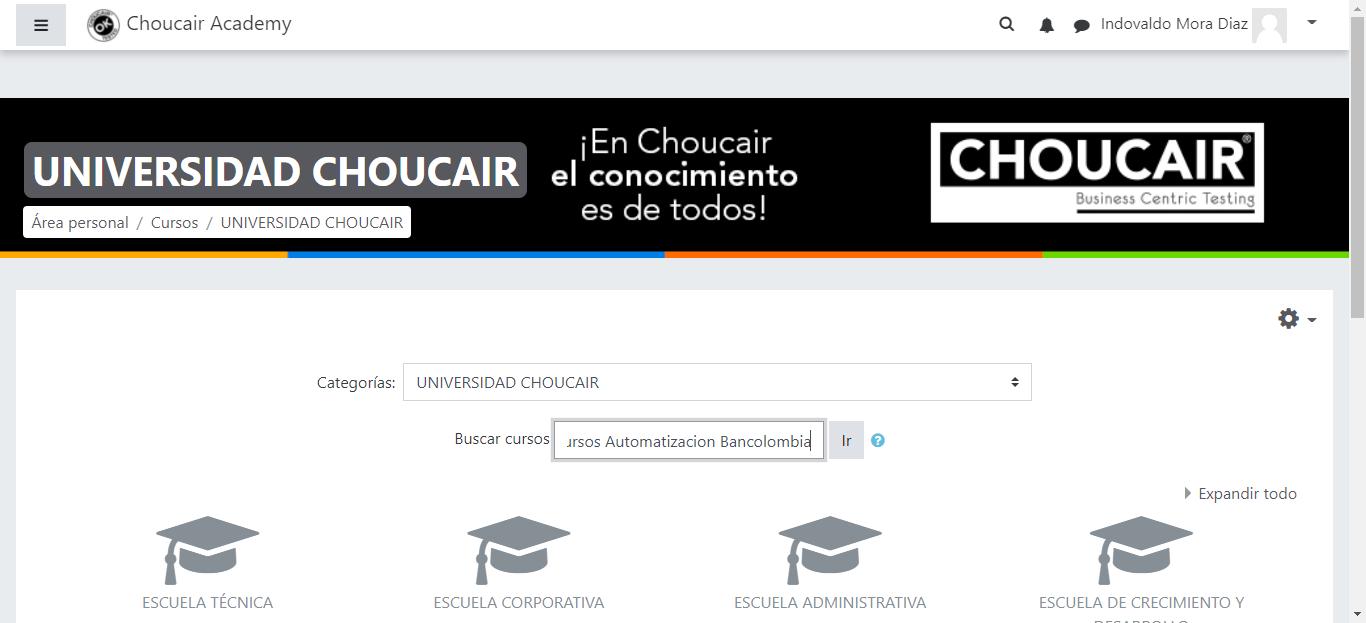 Choucair Academy
Indovaldo Mora Diaz
UNIVERSIDAD CHOUCAIR
Área personal / Cursos / UNIVERSIDAD CHOUCAIR
¡En Choucair
el conocimiento
es de todos!
CHOUCAIR®
Business Centric Testing
Categorías: UNIVERSIDAD CHOUCAIR
Buscar cursos ursos Automatizacion Bancolombia Ir ?
Expandir todo
ESCUELA TÉCNICA
ESCUELA CORPORATIVA
ESCUELA ADMINISTRATIVA
ESCUELA DE CRECIMIENTO Y
DESARROLLO